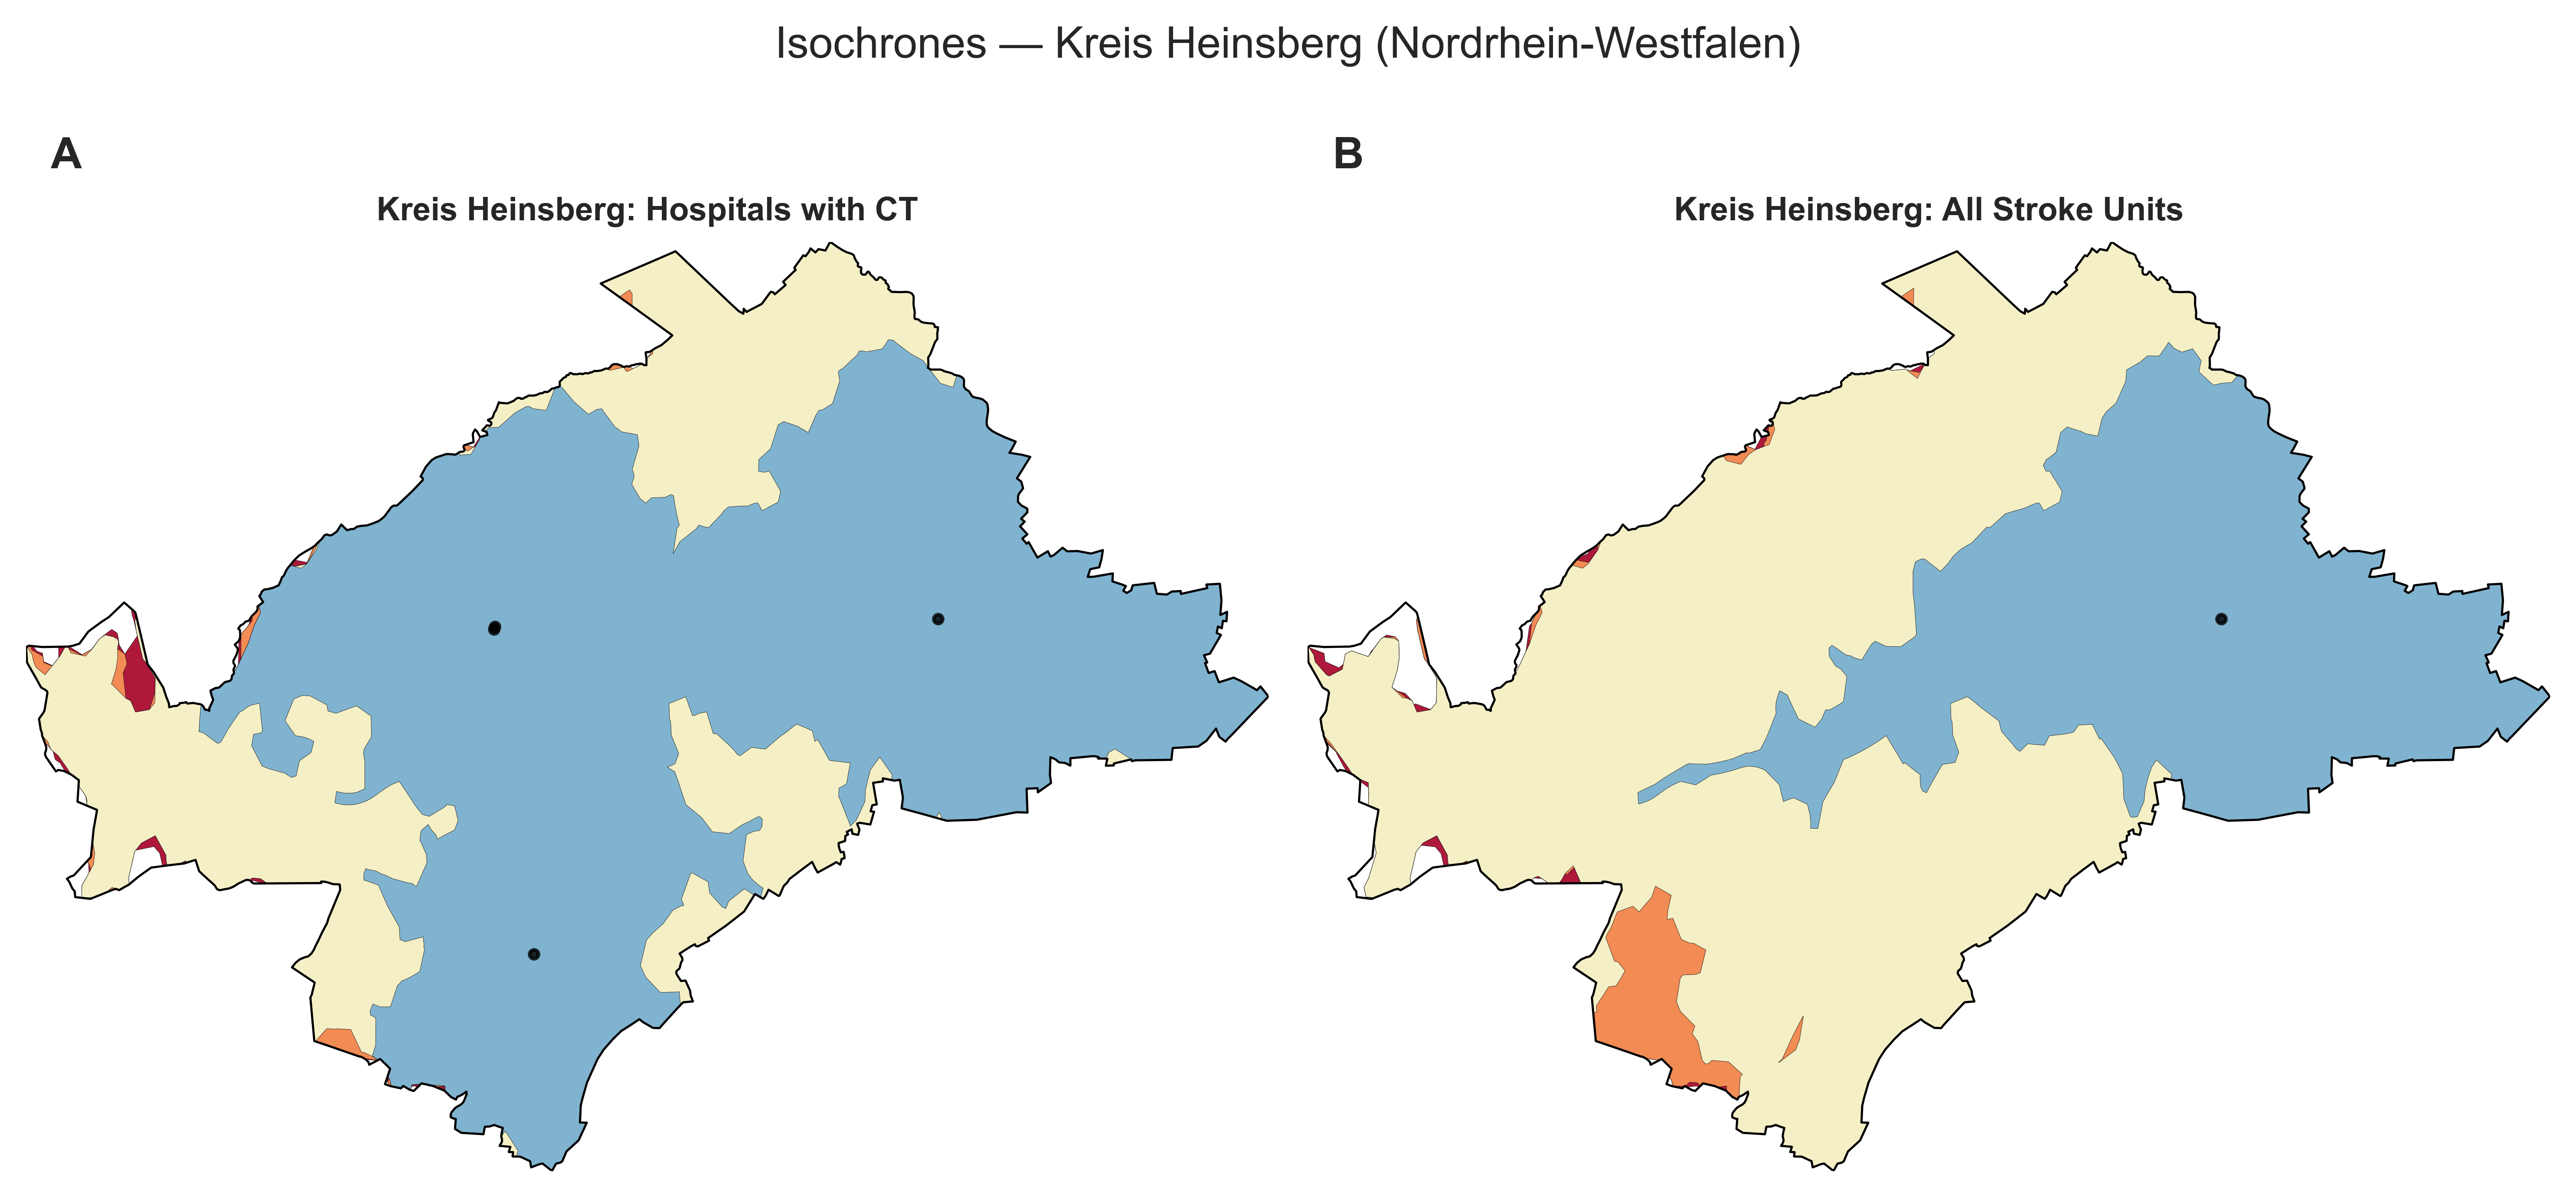 Isochrones — Kreis Heinsberg (Nordrhein-Westfalen)
A
B
Kreis Heinsberg: Hospitals with CT
Kreis Heinsberg: All Stroke Units